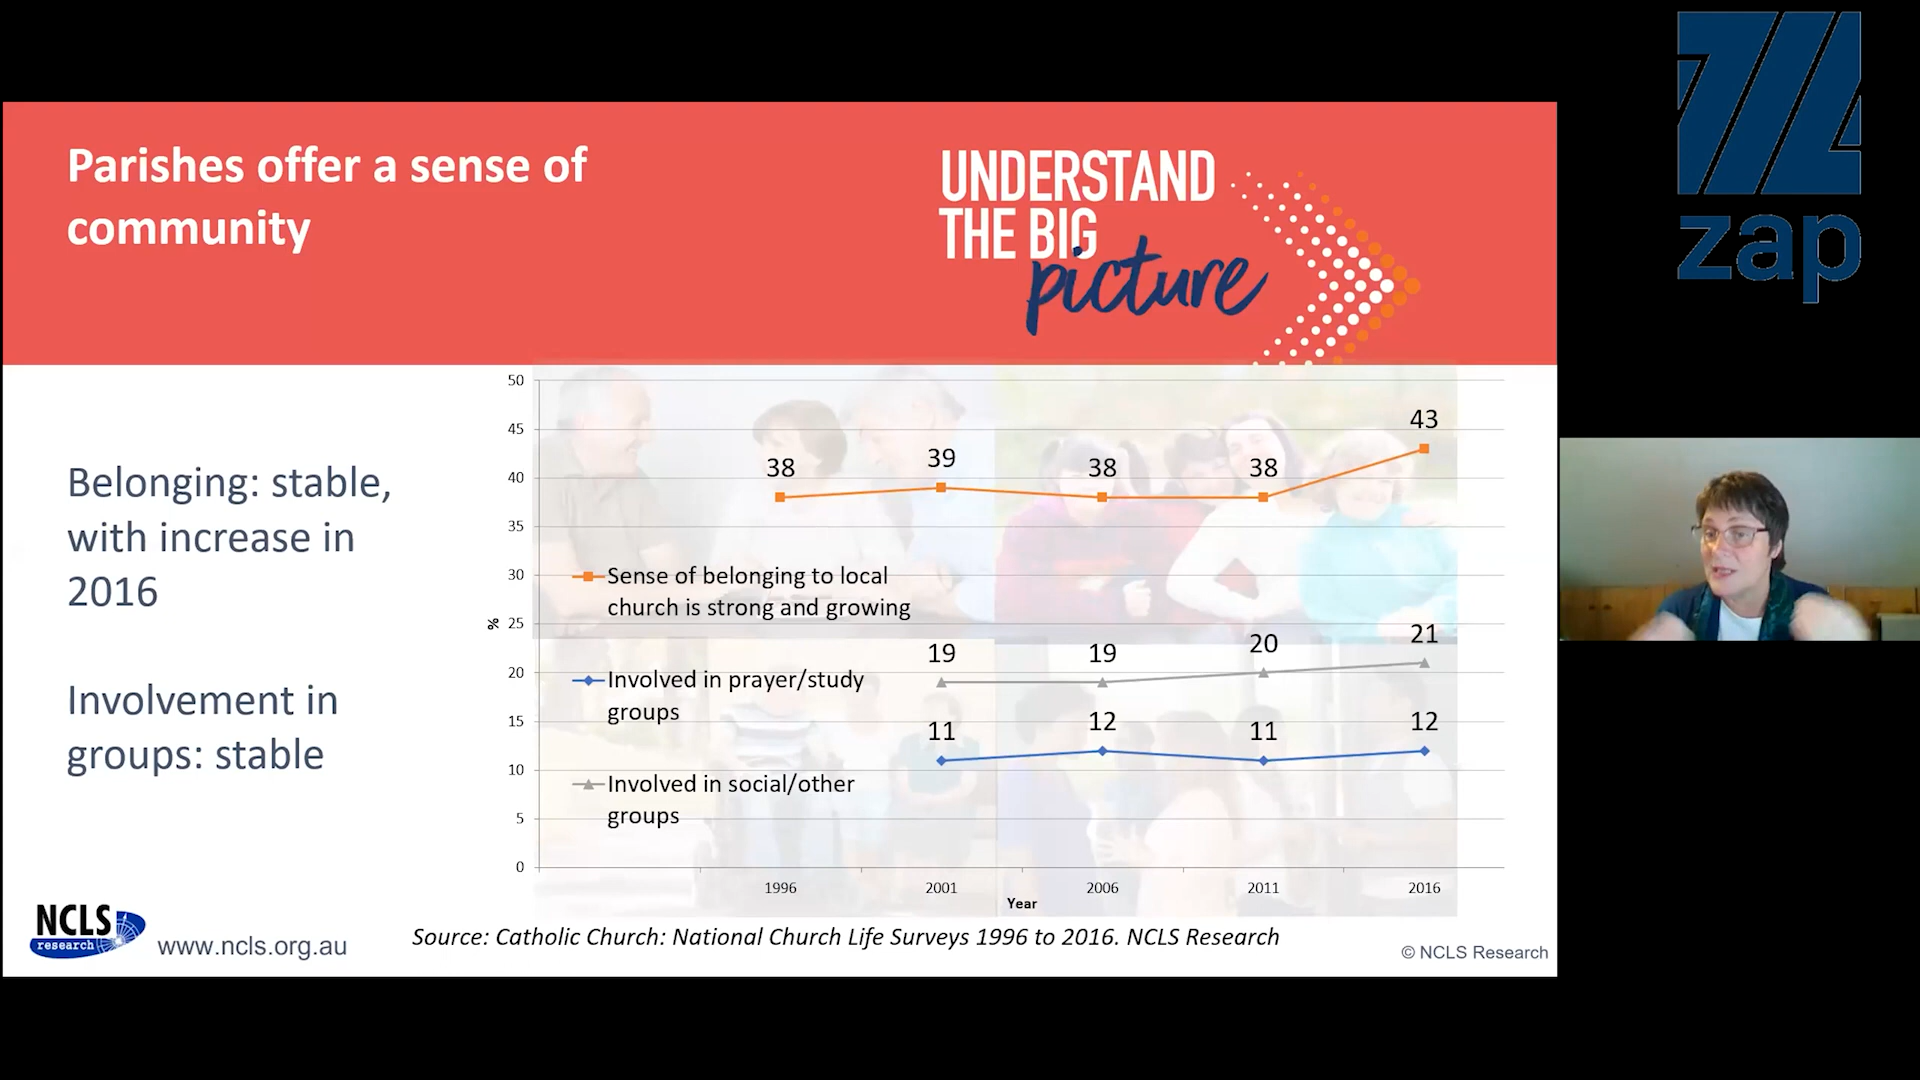 Parishes offer a sense of
community
UNDERSTAND
THE BIG
picture
zap
Belonging: stable,
with increase in
2016
Involvement in
groups: stable
50
45
40
35
30
25
20
15
10
5
0
%
38
39
38
38
43
Sense of belonging to local
church is strong and growing
19
19
20
21
Involved in prayer/study
groups
11
12
11
12
Involved in social/other
groups
1996
2001
2006
2011
2016
Year
NCLS
research
www.ncls.org.au
Source: Catholic Church: National Church Life Surveys 1996 to 2016. NCLS Research
© NCLS Research